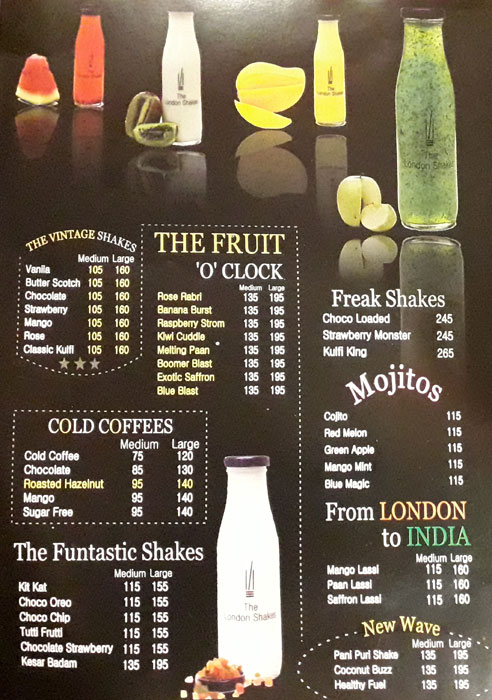 The
London Shakes
The
London Shakes
The
London Shakes
The
London Shakes
THE VINTAGE SHAKES
Medium Large
Vanila 105 160
Butter Scotch 105 160
Chocolate 105 160
Strawberry 105 160
Mango 105 160
Rose 105 160
Classic Kulfi 105 160
THE FRUIT
'O' CLOCK
Medium Large
Rose Rabri 135 195
Banana Burst 135 195
Raspberry Strom 135 195
Kiwi Cuddle 135 195
Melting Paan 135 195
Boomer Blast 135 195
Exotic Saffron 135 195
Blue Blast 135 195
Freak Shakes
Choco Loaded 245
Strawberry Monster 245
Kulfi King 265
Mojitos
Cojito 115
Red Melon 115
Green Apple 115
Mango Mint 115
Blue Magic 115
COLD COFFEES
Medium Large
Cold Coffee 75 120
Chocolate 85 130
Roasted Hazelnut 95 140
Mango 95 140
Sugar Free 95 140
The Funtastic Shakes
Medium Large
Kit Kat 115 155
Choco Oreo 115 155
Choco Chip 115 155
Tutti Frutti 115 155
Chocolate Strawberry 115 155
Kesar Badam 135 195
The
London Shakes
From LONDON
to INDIA
Medium Large
Mango Lassi 115 160
Paan Lassi 115 160
Saffron Lassi 115 160
New Wave
Medium Large
Pani Puri Shake 135 195
Coconut Buzz 135 195
Healthy Fuel 135 195